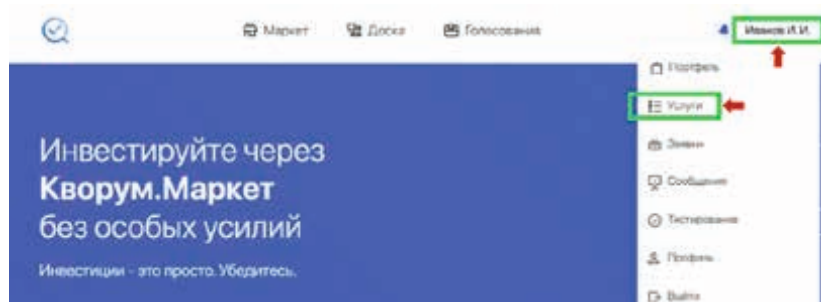 Маркет Доска Голосования Иванов И.И.
Портфель
Услуги
Заявки
Инвестируйте через
Кворум.Маркет
без особых усилий
Инвестиции - это просто. Убедитесь.
Сообщения
Тестирование
Профиль
Выйти